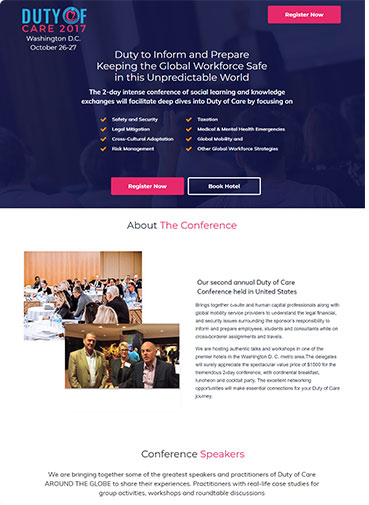 DUTY OF
CARE 2017
Washington D.C.
October 26-27
Register Now
Duty to Inform and Prepare
Keeping the Global Workforce Safe
in this Unpredictable World
The 2-day intense conference of social learning and knowledge
exchanges will facilitate deep dives into Duty of Care by focusing on
Safety and Security
Legal Mitigation
Cross-Cultural Adaptation
Risk Management
Taxation
Medical & Mental Health Emergencies
Global Mobility and
Other Global Workforce Strategies
Register Now
Book Hotel
About The Conference
Our second annual Duty of Care
Conference held in United States
Brings together c-suite and human capital professionals along with
global mobility service providers to understand the legal financial,
and security issues surrounding the sponsor's responsibility to
inform and prepare employees, students and consultants while on
cross-border assignments and travels.
We are hosting authentic talks and workshops in one of the
premier hotels in the Washington D. C. metro area.The delegates
will surely appreciate the spectacular value price of $1000 for the
tremendous 2-day conference, with continental breakfast,
luncheon and cocktail party. The excellent networking
opportunities will make essential connections for your Duty of Care
journey.
Conference Speakers
We are bringing together some of the greatest speakers and practitioners of Duty of Care
AROUND THE GLOBE to share their experiences. Practitioners with real-life case studies for
group activities, workshops and roundtable discussions